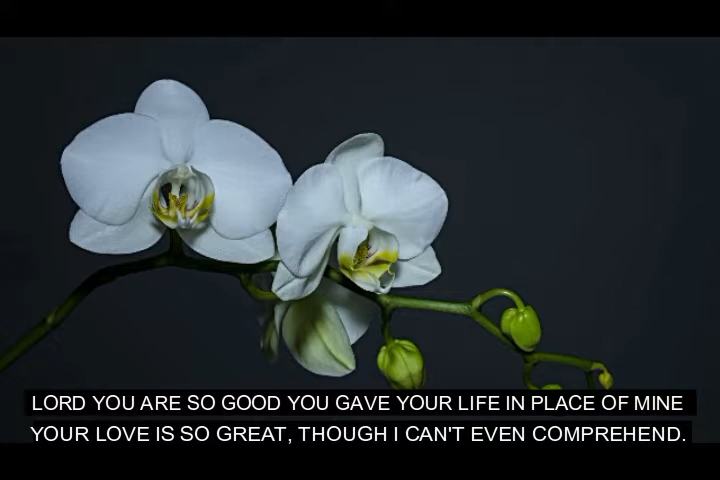 LORD YOU ARE SO GOOD YOU GAVE YOUR LIFE IN PLACE OF MINE
YOUR LOVE IS SO GREAT, THOUGH I CAN'T EVEN COMPREHEND.